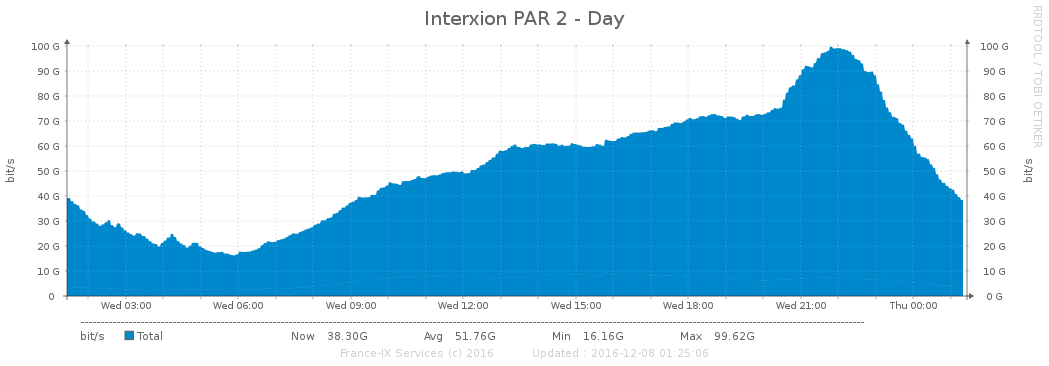 Interxion PAR 2 - Day
RRDTOOL / TOBI OETIKER
bit/s
100 G 100 G
90 G 90 G
80 G 80 G
70 G 70 G
60 G 60 G
50 G 50 G
40 G 40 G
30 G 30 G
20 G 20 G
10 G 10 G
0 0 G
bit/s
Wed 03:00 Wed 06:00 Wed 09:00 Wed 12:00 Wed 15:00 Wed 18:00 Wed 21:00 Thu 00:00
bit/s Total Now 38.30G Avg 51.76G Min 16.16G Max 99.62G
France-IX Services (c) 2016 Updated : 2016-12-08 01:25:06